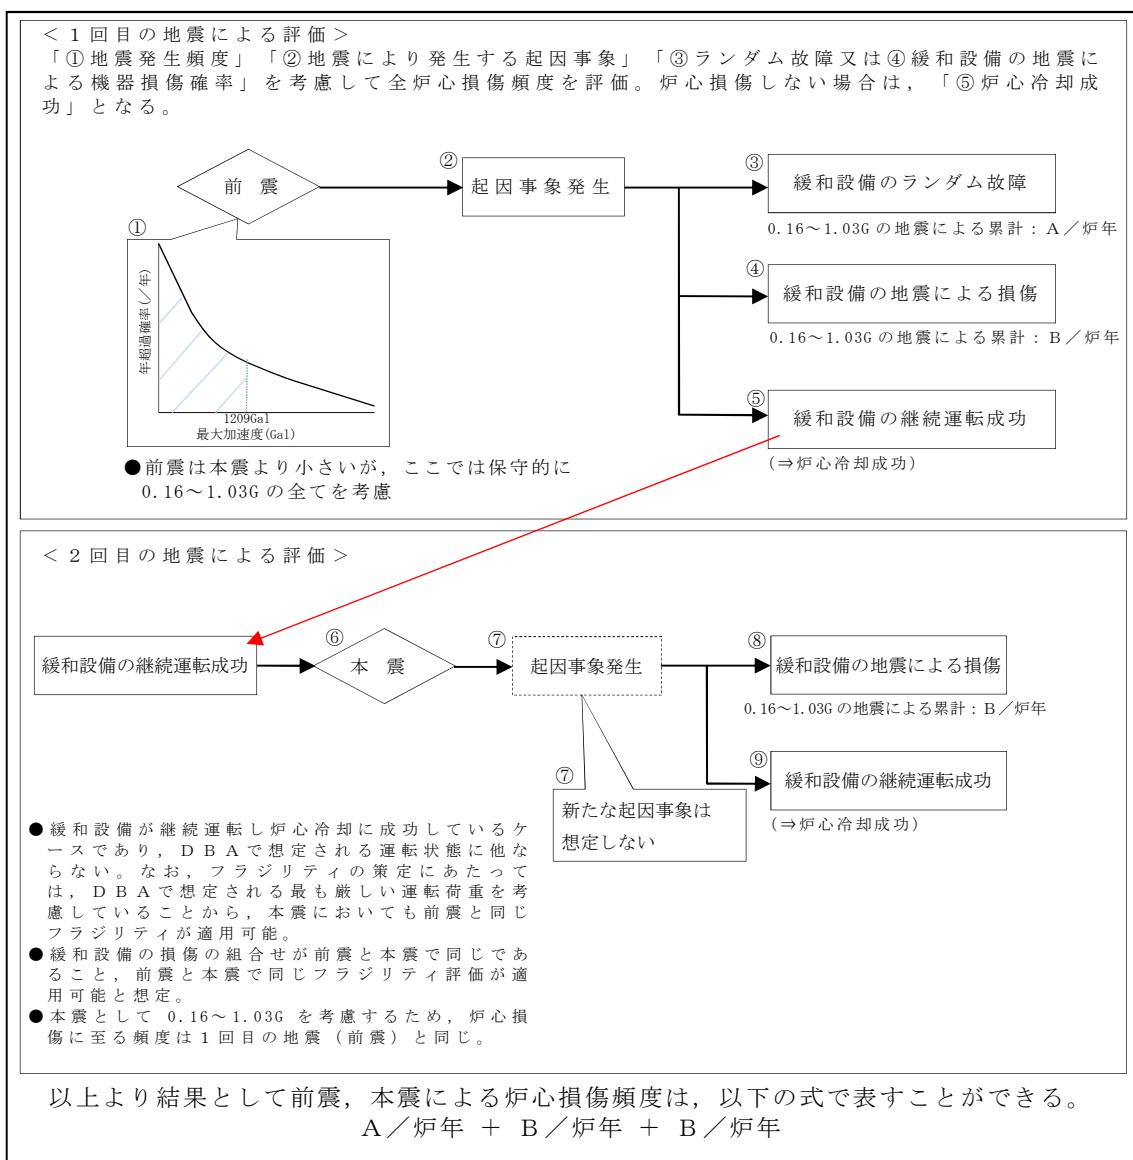 ＜１回目の地震による評価＞
「①地震発生頻度」「②地震により発生する起因事象」「③ランダム故障又は④緩和設備の地震に
よる機器損傷確率」を考慮して全炉心損傷頻度を評価。炉心損傷しない場合は，「⑤炉心冷却成
功」となる。
前 震
②
起因事象発生
③
緩和設備のランダム故障
0.16～1.03G の地震による累計：Ａ／炉年
①
年超過確率(／年)
1209Gal
最大加速度(Gal)
④
緩和設備の地震による損傷
0.16～1.03G の地震による累計：Ｂ／炉年
⑤
緩和設備の継続運転成功
(⇒炉心冷却成功)
●前震は本震より小さいが，ここでは保守的に
0.16～1.03G の全てを考慮
＜２回目の地震による評価＞
緩和設備の継続運転成功
⑥
本 震
⑦
起因事象発生
⑧
緩和設備の地震による損傷
0.16～1.03G の地震による累計：Ｂ／炉年
⑨
緩和設備の継続運転成功
(⇒炉心冷却成功)
⑦
新たな起因事象は
想定しない
●緩和設備が継続運転し炉心冷却に成功しているケ
ースであり，ＤＢＡで想定される運転状態に他な
らない。なお，フラジリティの策定にあたって
は，ＤＢＡで想定される最も厳しい運転荷重を考
慮していることから，本震においても前震と同じ
フラジリティが適用可能。
●緩和設備の損傷の組合せが前震と本震で同じであ
ること，前震と本震で同じフラジリティ評価が適
用可能と想定。
●本震として 0.16～1.03G を考慮するため，炉心損
傷に至る頻度は１回目の地震（前震）と同じ。
以上より結果として前震，本震による炉心損傷頻度は，以下の式で表すことができる。
Ａ／炉年 ＋ Ｂ／炉年 ＋ Ｂ／炉年